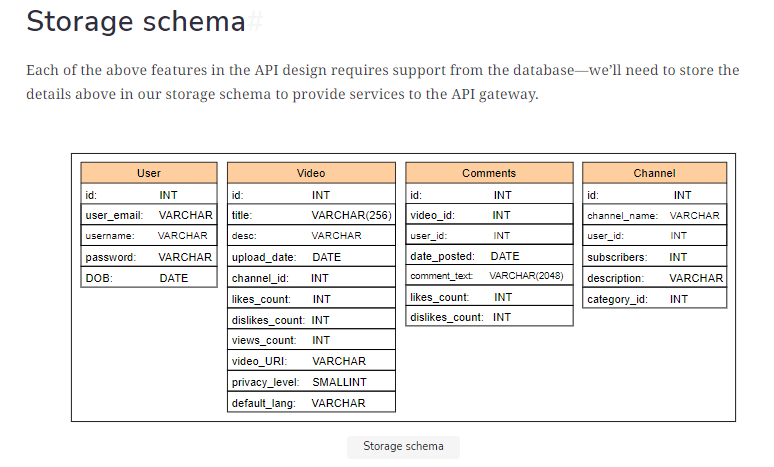 Storage schema#
Each of the above features in the API design requires support from the database—we'll need to store the
details above in our storage schema to provide services to the API gateway.
User
id: INT
user_email: VARCHAR
username: VARCHAR
password: VARCHAR
DOB: DATE
Video
id: INT
title: VARCHAR(256)
desc: VARCHAR
upload_date: DATE
channel_id: INT
likes_count: INT
dislikes_count: INT
views_count: INT
video_URI: VARCHAR
privacy_level: SMALLINT
default_lang: VARCHAR
Comments
id: INT
video_id: INT
user_id: INT
date_posted: DATE
comment_text: VARCHAR(2048)
likes_count: INT
dislikes_count: INT
Channel
id: INT
channel_name: VARCHAR
user_id: INT
subscribers: INT
description: VARCHAR
category_id: INT
Storage schema